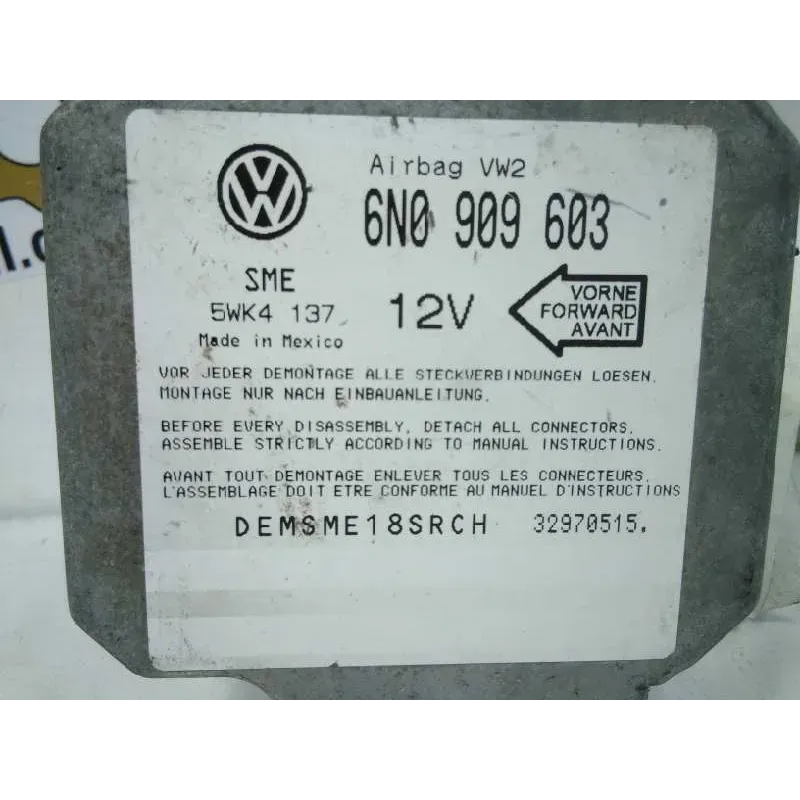 Airbag VW2
6N0 909 603
SME
5WK4 137
Made in Mexico
12V
VORNE
FORWARD
AVANT
VOR JEDER DEMONTAGE ALLE STECKVERBINDUNGEN LOESEN.
MONTAGE NUR NACH EINBAUANLEITUNG.
BEFORE EVERY DISASSEMBLY, DETACH ALL CONNECTORS.
ASSEMBLE STRICTLY ACCORDING TO MANUAL INSTRUCTIONS.
AVANT TOUT DEMONTAGE ENLEVER TOUS LES CONNECTEURS.
L'ASSEMBLAGE DOIT ETRE CONFORME AU MANUEL D'INSTRUCTIONS
DEMSME18SRCH 32970515.